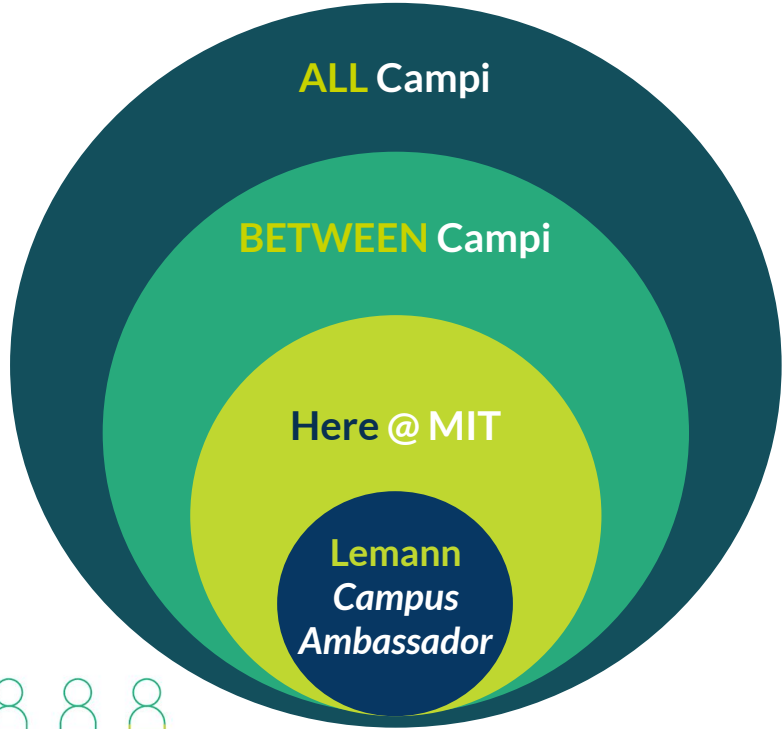 ALL Campi
BETWEEN Campi
Here @ MIT
Lemann
Campus
Ambassador